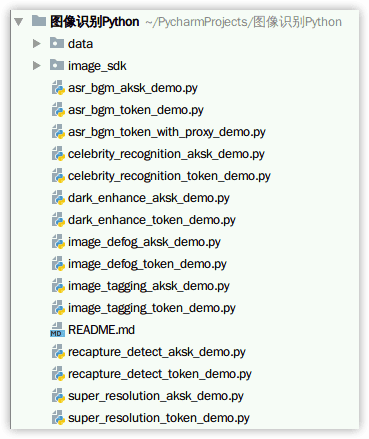 图像识别Python ~/PycharmProjects/图像识别Python
data
image_sdk
asr_bgm_aksk_demo.py
asr_bgm_token_demo.py
asr_bgm_token_with_proxy_demo.py
celebrity_recognition_aksk_demo.py
celebrity_recognition_token_demo.py
dark_enhance_aksk_demo.py
dark_enhance_token_demo.py
image_defog_aksk_demo.py
image_defog_token_demo.py
image_tagging_aksk_demo.py
image_tagging_token_demo.py
MD README.md
recapture_detect_aksk_demo.py
recapture_detect_token_demo.py
super_resolution_aksk_demo.py
super_resolution_token_demo.py